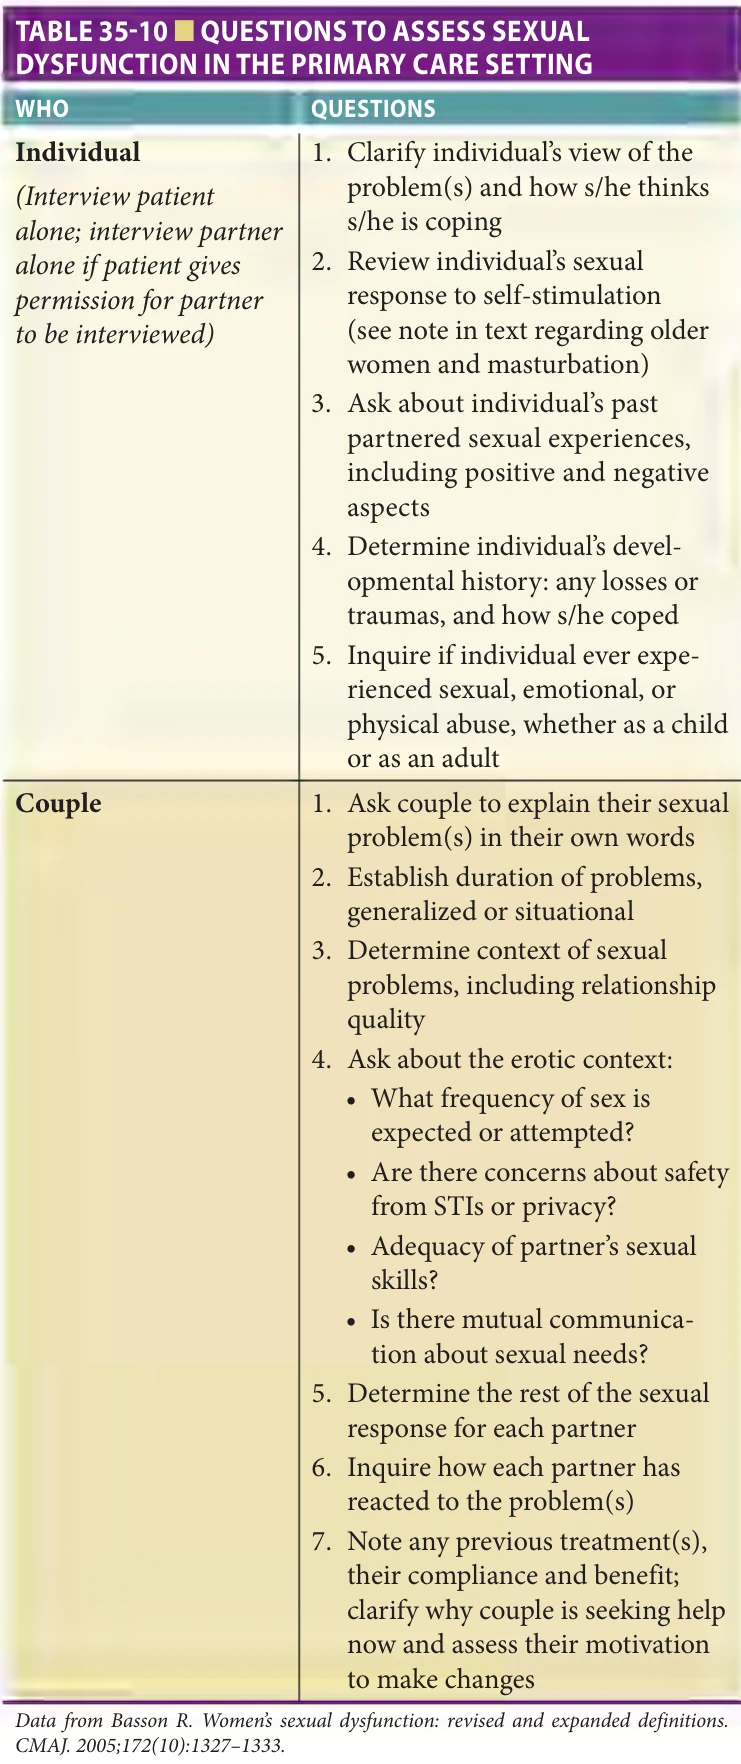 TABLE 35-10 ■ QUESTIONS TO ASSESS SEXUAL
DYSFUNCTION IN THE PRIMARY CARE SETTING
WHO QUESTIONS
Individual
(Interview patient
alone; interview partner
alone if patient gives
permission for partner
to be interviewed)
1. Clarify individual's view of the
problem(s) and how s/he thinks
s/he is coping
2. Review individual's sexual
response to self-stimulation
(see note in text regarding older
women and masturbation)
3. Ask about individual's past
partnered sexual experiences,
including positive and negative
aspects
4. Determine individual's devel-
opmental history: any losses or
traumas, and how s/he coped
5. Inquire if individual ever expe-
rienced sexual, emotional, or
physical abuse, whether as a child
or as an adult
Couple
1. Ask couple to explain their sexual
problem(s) in their own words
2. Establish duration of problems,
generalized or situational
3. Determine context of sexual
problems, including relationship
quality
4. Ask about the erotic context:
• What frequency of sex is
expected or attempted?
• Are there concerns about safety
from STIs or privacy?
• Adequacy of partner's sexual
skills?
• Is there mutual communica-
tion about sexual needs?
5. Determine the rest of the sexual
response for each partner
6. Inquire how each partner has
reacted to the problem(s)
7. Note any previous treatment(s),
their compliance and benefit;
clarify why couple is seeking help
now and assess their motivation
to make changes
Data from Basson R. Women's sexual dysfunction: revised and expanded definitions.
CMAJ. 2005;172(10):1327–1333.